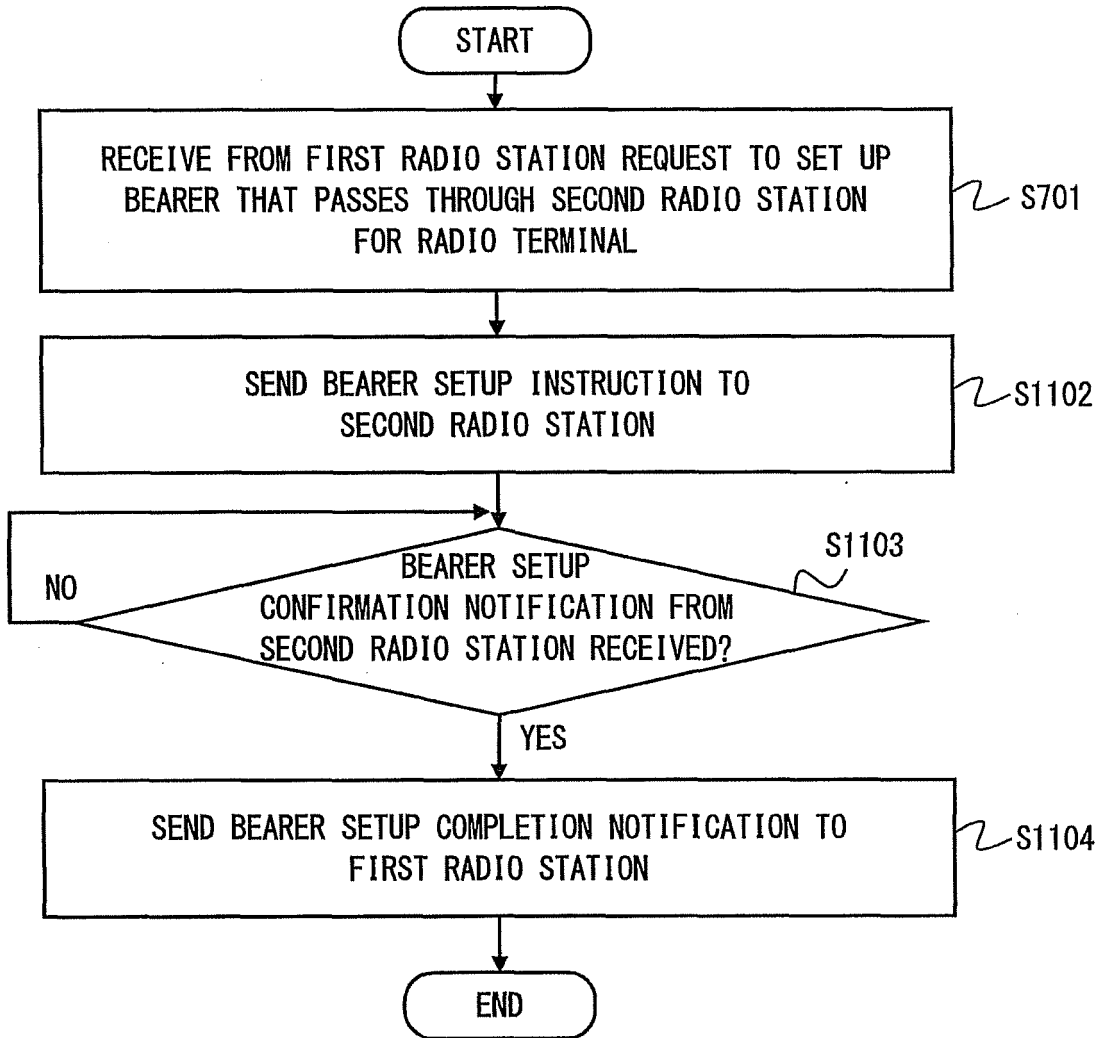 START
RECEIVE FROM FIRST RADIO STATION REQUEST TO SET UP
BEARER THAT PASSES THROUGH SECOND RADIO STATION
FOR RADIO TERMINAL
S701
SEND BEARER SETUP INSTRUCTION TO
SECOND RADIO STATION
S1102
S1103
BEARER SETUP
CONFIRMATION NOTIFICATION FROM
SECOND RADIO STATION RECEIVED?
NO
YES
SEND BEARER SETUP COMPLETION NOTIFICATION TO
FIRST RADIO STATION
S1104
END